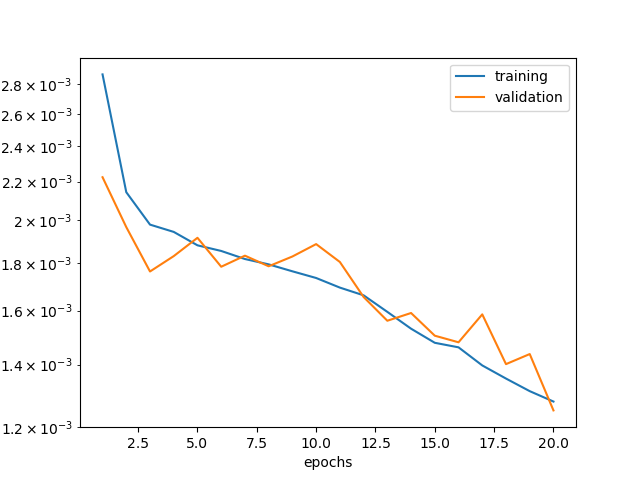 training
validation
2.8 × 10⁻³
2.6 × 10⁻³
2.4 × 10⁻³
2.2 × 10⁻³
2 × 10⁻³
1.8 × 10⁻³
1.6 × 10⁻³
1.4 × 10⁻³
1.2 × 10⁻³
2.5 5.0 7.5 10.0 12.5 15.0 17.5 20.0
epochs